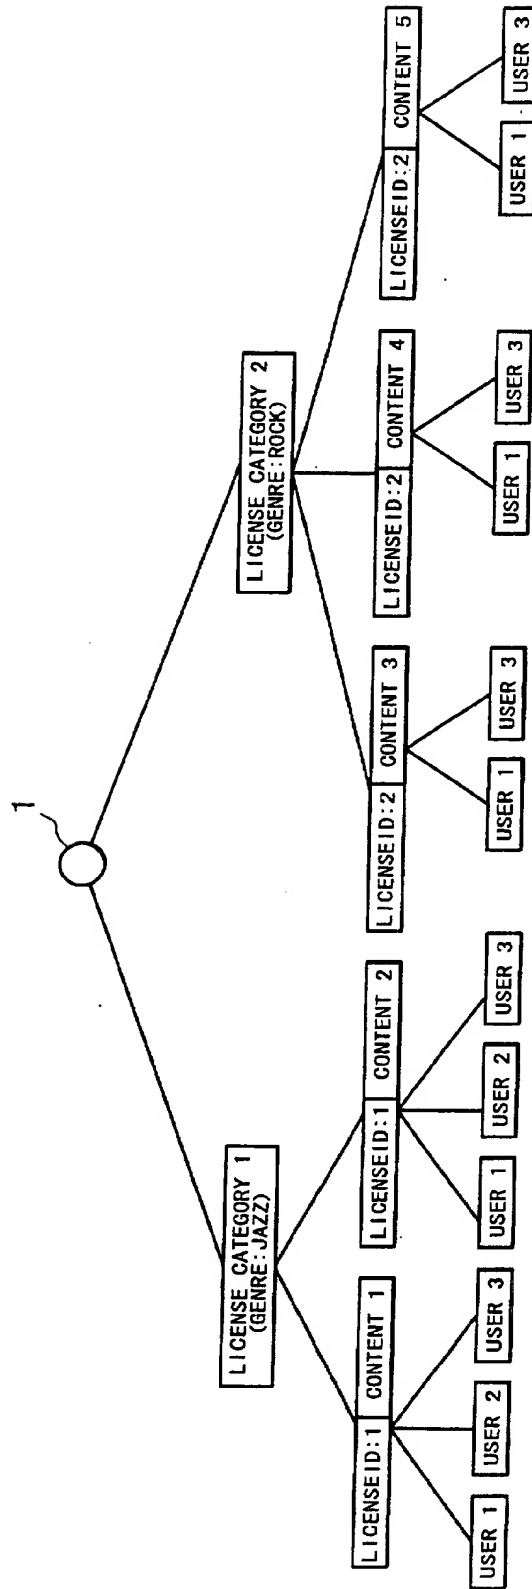 1
LICENSE CATEGORY 1
(GENRE:JAZZ)
LICENSE CATEGORY 2
(GENRE:ROCK)
LICENSEID:1 CONTENT 1
LICENSEID:1 CONTENT 2
LICENSEID:2 CONTENT 3
LICENSEID:2 CONTENT 4
LICENSEID:2 CONTENT 5
USER 1
USER 2
USER 3
USER 1
USER 2
USER 3
USER 1
USER 3
USER 1
USER 3
USER 1
USER 3